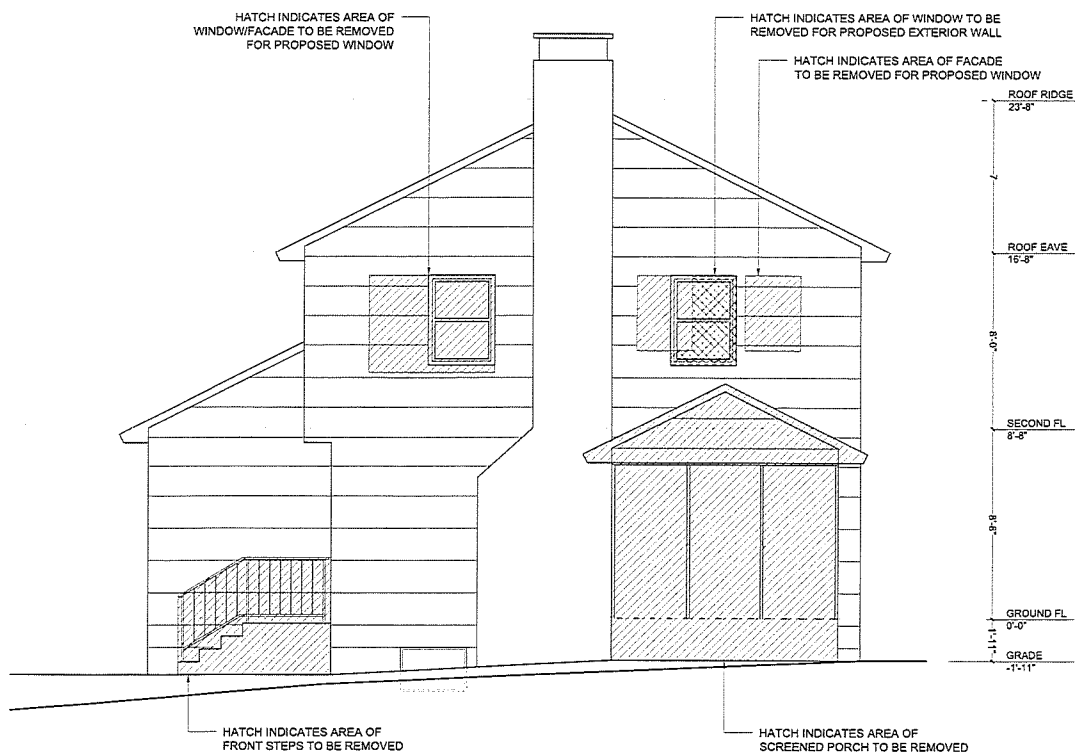 HATCH INDICATES AREA OF
WINDOW/FACADE TO BE REMOVED
FOR PROPOSED WINDOW
HATCH INDICATES AREA OF WINDOW TO BE
REMOVED FOR PROPOSED EXTERIOR WALL
HATCH INDICATES AREA OF FACADE
TO BE REMOVED FOR PROPOSED WINDOW
ROOF RIDGE
23'-8"
7'
ROOF EAVE
16'-8"
8'-0"
SECOND FL
8'-8"
8'-8"
GROUND FL
0'-0"
1'-11"
GRADE
-1'-11"
HATCH INDICATES AREA OF
FRONT STEPS TO BE REMOVED
HATCH INDICATES AREA OF
SCREENED PORCH TO BE REMOVED